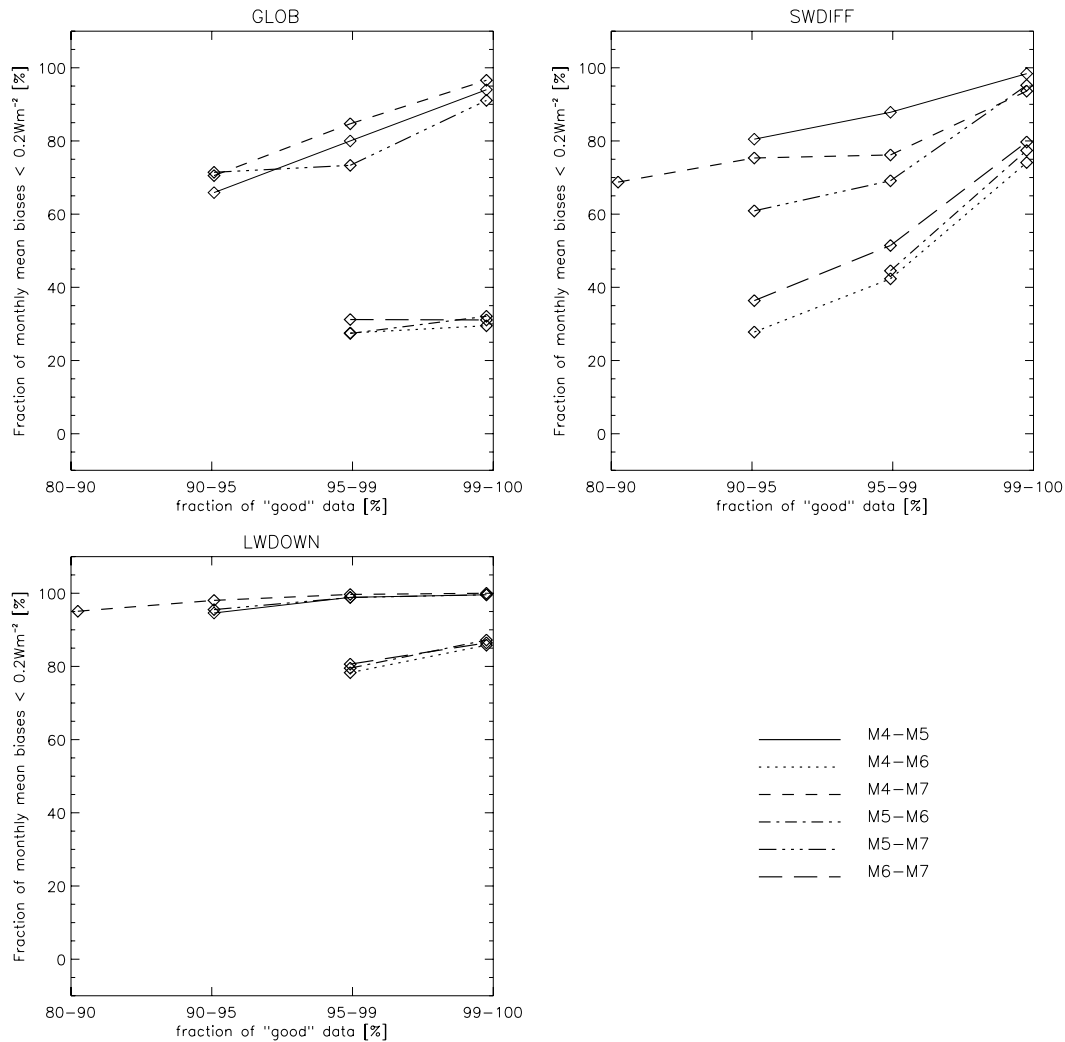 GLOB
Fraction of monthly mean biases < 0.2Wm⁻² [%]
100
80
60
40
20
0
80−90
90−95
95−99
99−100
fraction of "good" data [%]
SWDIFF
Fraction of monthly mean biases < 0.2Wm⁻² [%]
100
80
60
40
20
0
80−90
90−95
95−99
99−100
fraction of "good" data [%]
LWDOWN
Fraction of monthly mean biases < 0.2Wm⁻² [%]
100
80
60
40
20
0
80−90
90−95
95−99
99−100
fraction of "good" data [%]
M4−M5
M4−M6
M4−M7
M5−M6
M5−M7
M6−M7